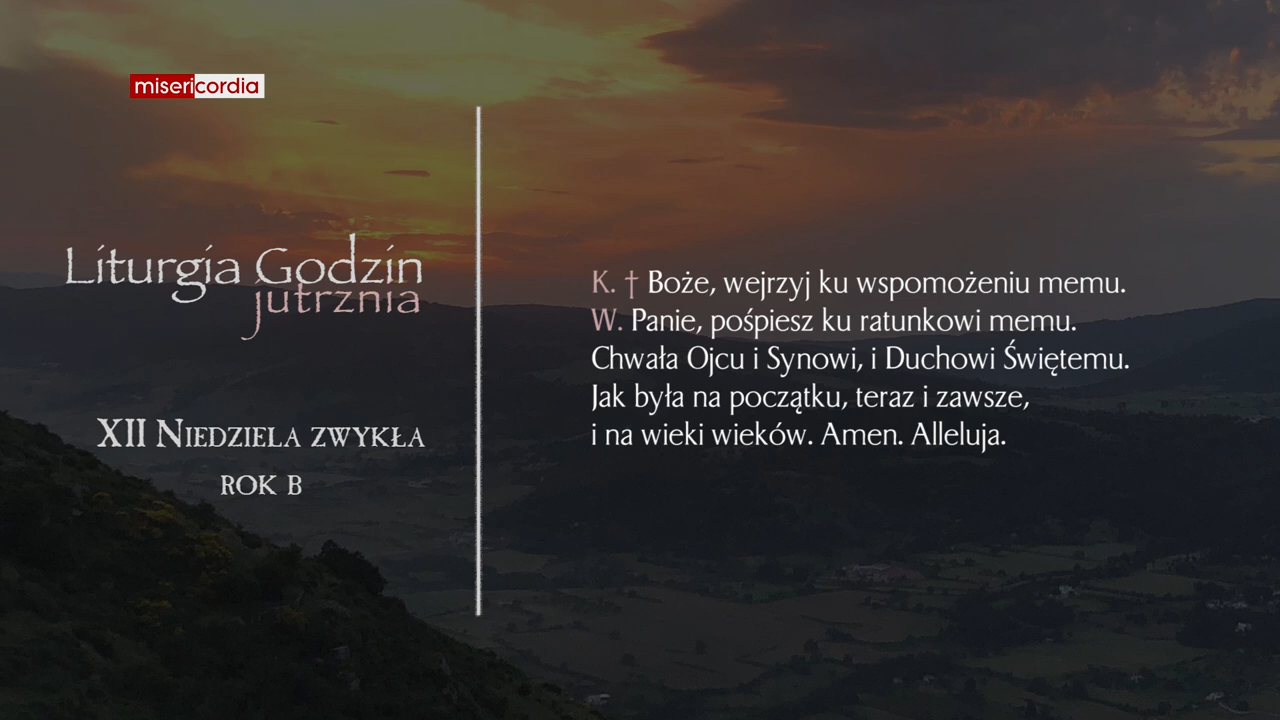 misericordia
Liturgia Godzin
jutrznia
XII Niedziela zwykła
rok B
K. † Boże, wejrzyj ku wspomożeniu memu.
W. Panie, pośpiesz ku ratunkowi memu.
Chwała Ojcu i Synowi, i Duchowi Świętemu.
Jak była na początku, teraz i zawsze,
i na wieki wieków. Amen. Alleluja.